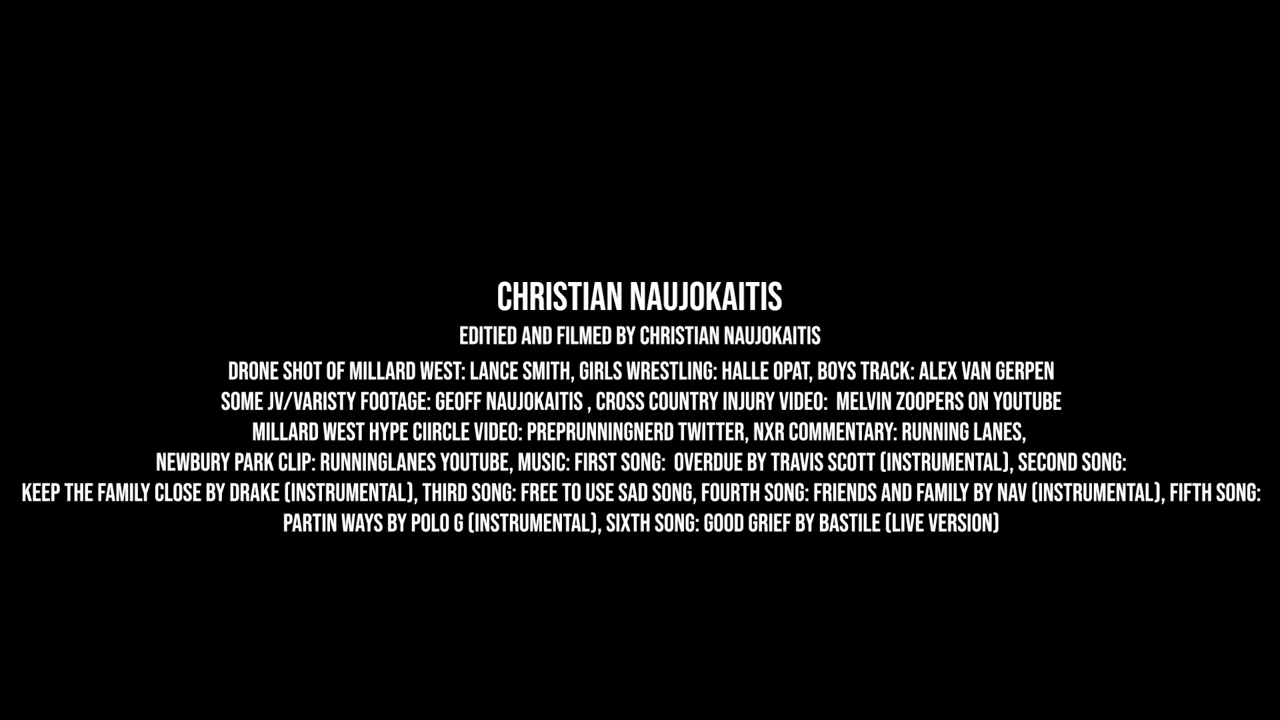 CHRISTIAN NAUJOKAITIS
EDITIED AND FILMED BY CHRISTIAN NAUJOKAITIS
DRONE SHOT OF MILLARD WEST: LANCE SMITH, GIRLS WRESTLING: HALLE OPAT, BOYS TRACK: ALEX VAN GERPEN
SOME JV/VARISTY FOOTAGE: GEOFF NAUJOKAITIS , CROSS COUNTRY INJURY VIDEO:  MELVIN ZOOPERS ON YOUTUBE
MILLARD WEST HYPE CIIRCLE VIDEO: PREPRUNNINGNERD TWITTER, NXR COMMENTARY: RUNNING LANES,
NEWBURY PARK CLIP: RUNNINGLANES YOUTUBE, MUSIC: FIRST SONG:  OVERDUE BY TRAVIS SCOTT (INSTRUMENTAL), SECOND SONG:
KEEP THE FAMILY CLOSE BY DRAKE (INSTRUMENTAL), THIRD SONG: FREE TO USE SAD SONG, FOURTH SONG: FRIENDS AND FAMILY BY NAV (INSTRUMENTAL), FIFTH SONG:
PARTIN WAYS BY POLO G (INSTRUMENTAL), SIXTH SONG: GOOD GRIEF BY BASTILE (LIVE VERSION)